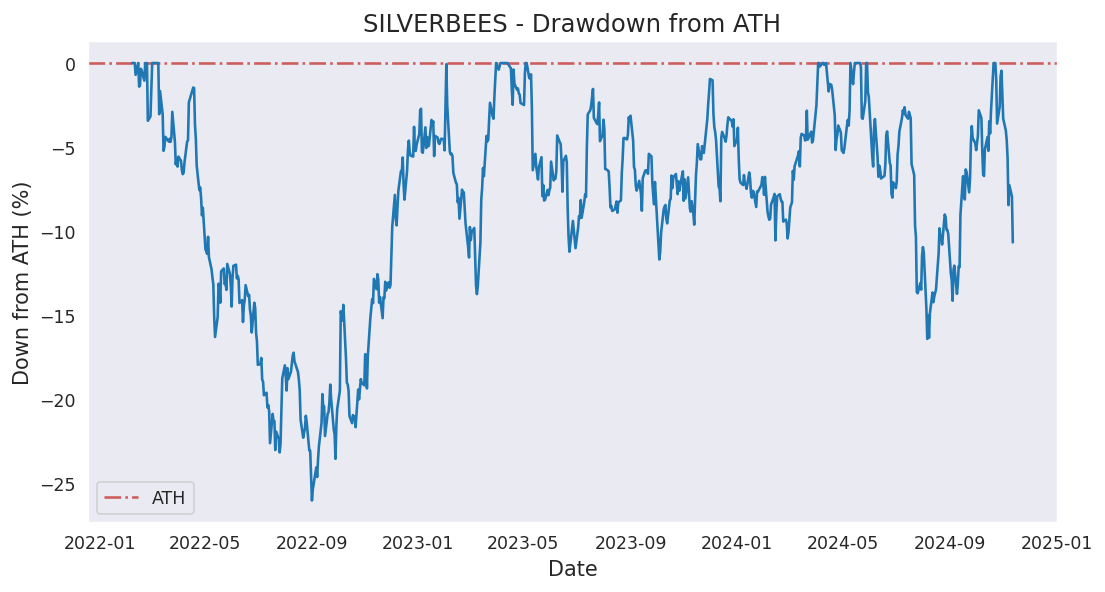 SILVERBEES - Drawdown from ATH
Down from ATH (%)
0
−5
−10
−15
−20
−25
ATH
2022-01 2022-05 2022-09 2023-01 2023-05 2023-09 2024-01 2024-05 2024-09 2025-01
Date